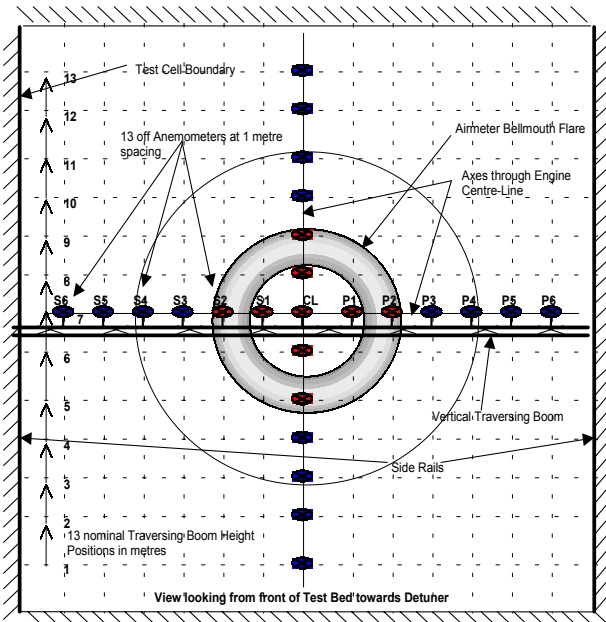 13
Test Cell Boundary
12
13 off Anemometers at 1 metre
spacing
Airmeter Bellmouth Flare
11
Axes through Engine
Centre-Line
10
9
8
S6 S5 S4 S3 S2 S1 CL P1 P2 P3 P4 P5 P6
7
6
5
Vertical Traversing Boom
4
Side Rails
3
2
13 nominal Traversing Boom Height
Positions in metres
1
View looking from front of Test Bed towards Detuner